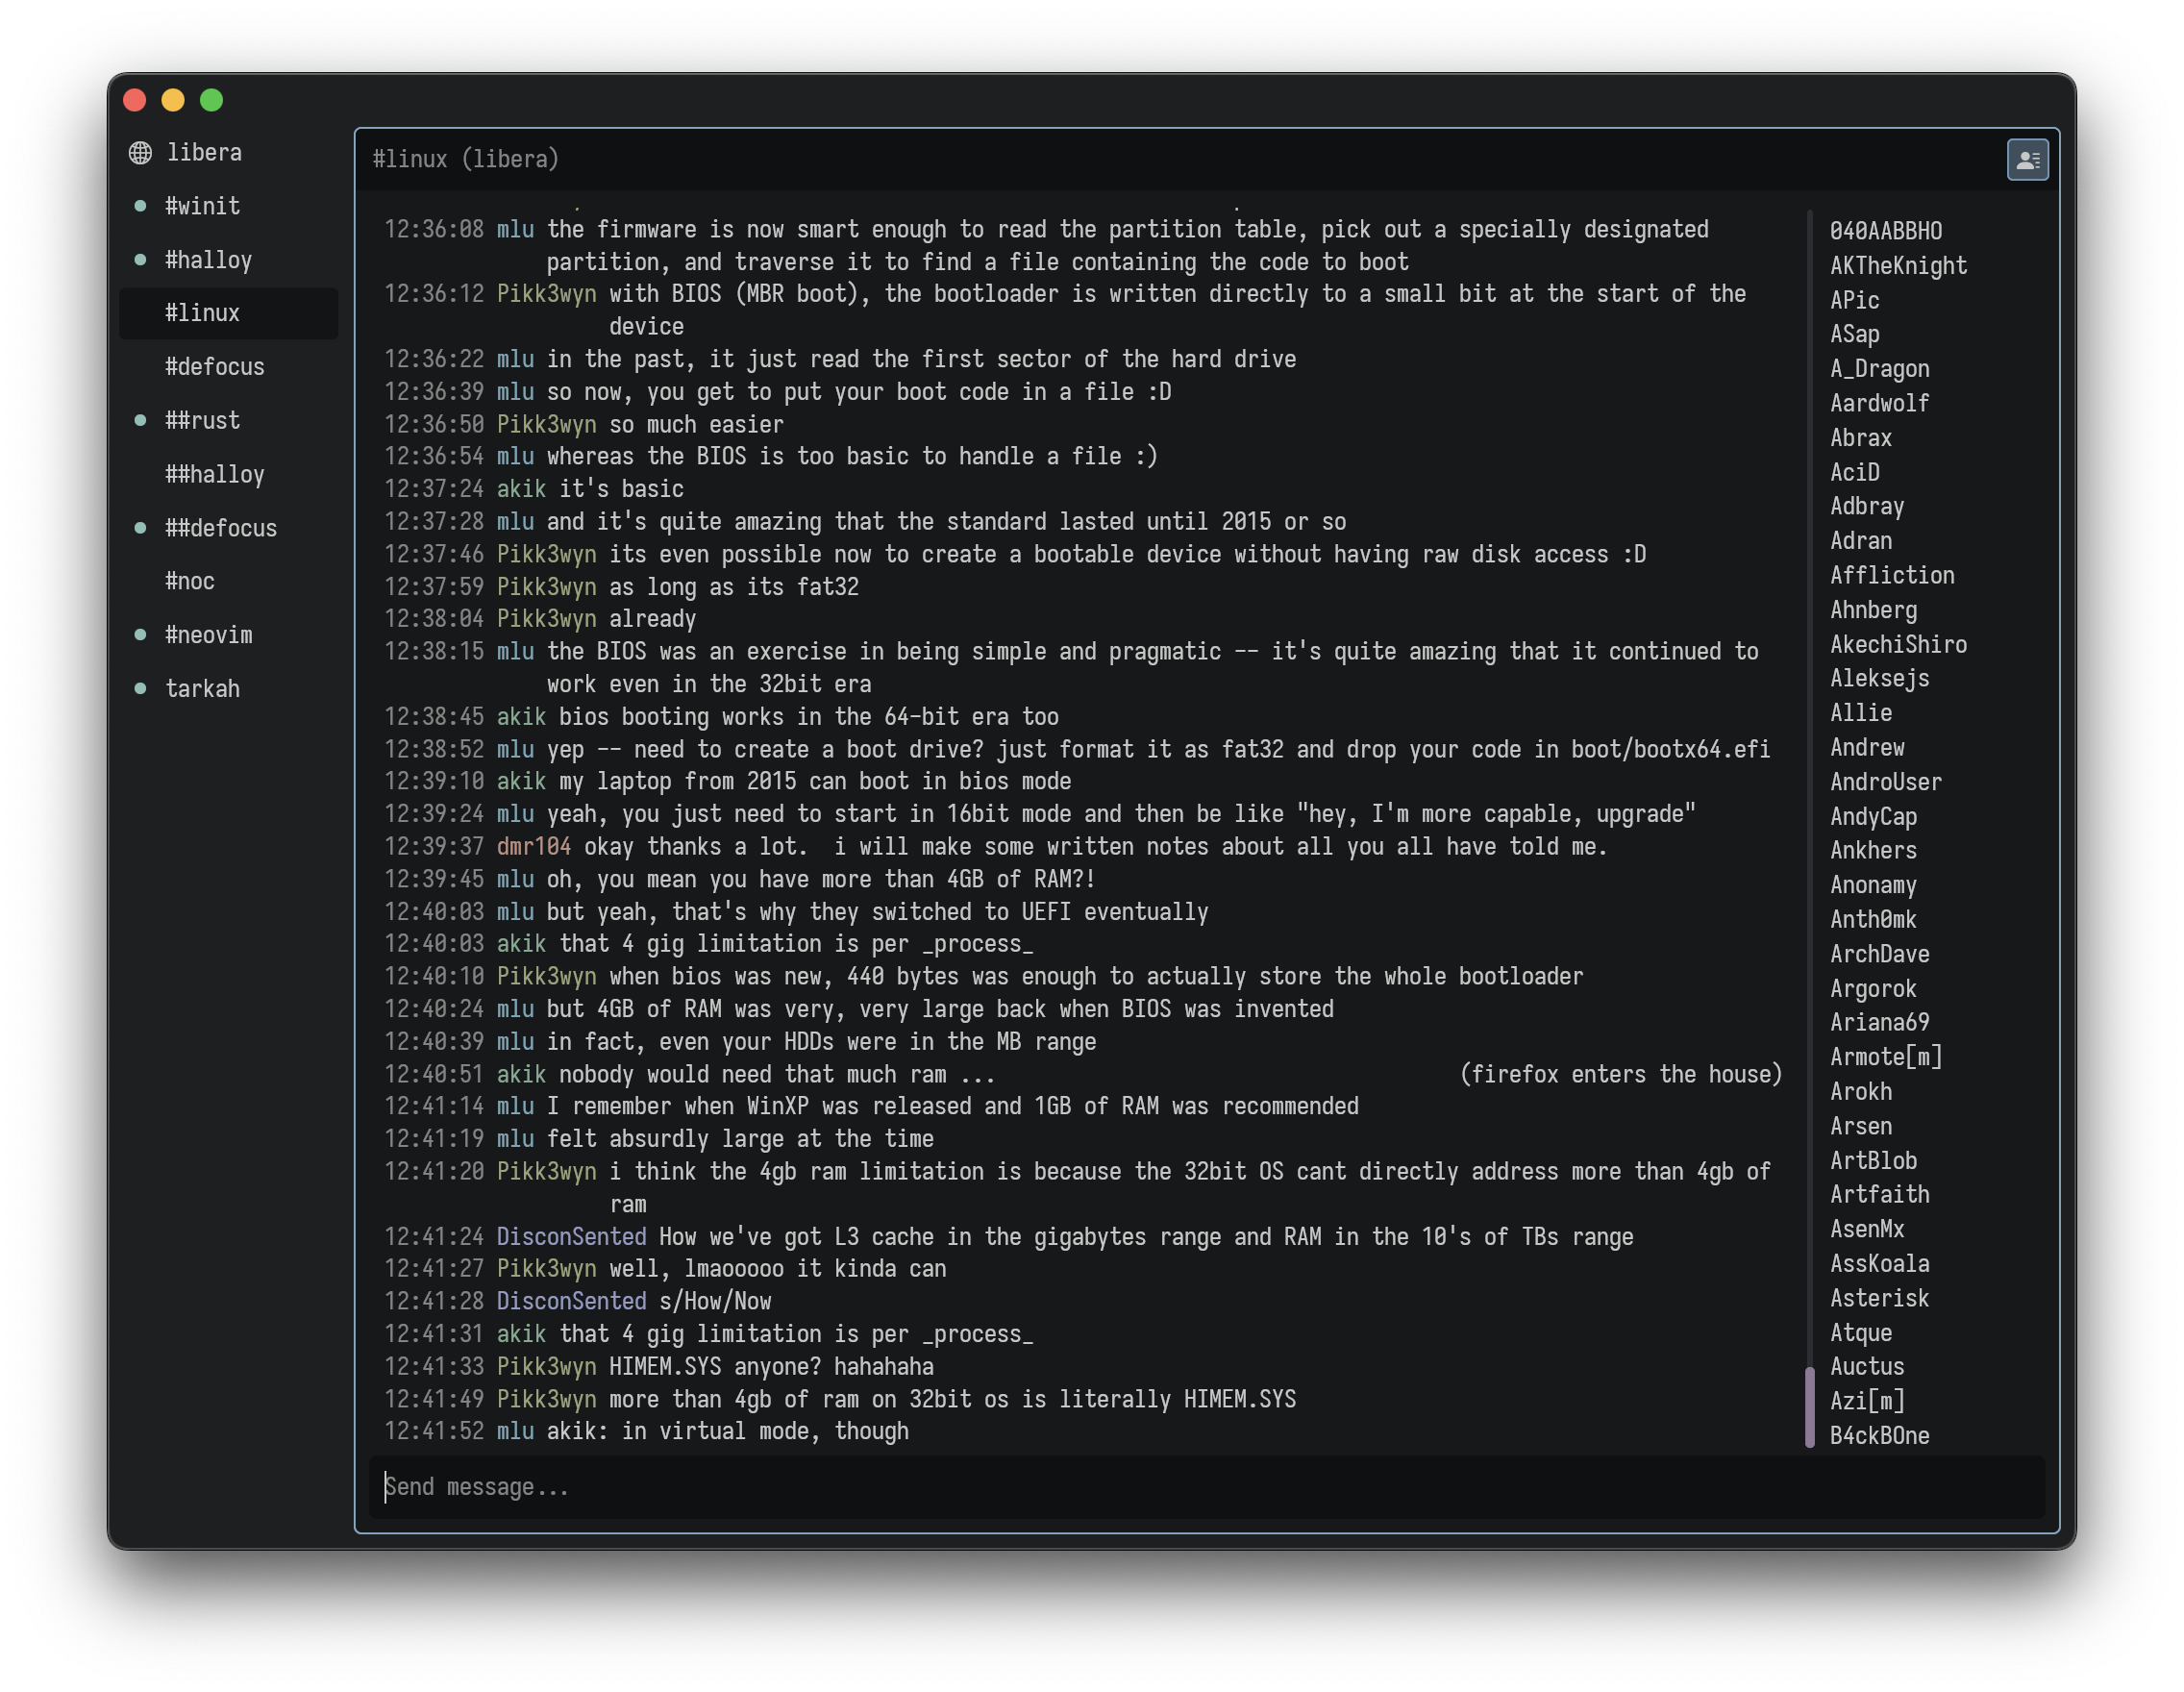 libera
#winit
#halloy
#linux
#defocus
##rust
##halloy
##defocus
#noc
#neovim
tarkah
#linux (libera)
12:36:08 mlu the firmware is now smart enough to read the partition table, pick out a specially designated
partition, and traverse it to find a file containing the code to boot
12:36:12 Pikk3wyn with BIOS (MBR boot), the bootloader is written directly to a small bit at the start of the
device
12:36:22 mlu in the past, it just read the first sector of the hard drive
12:36:39 mlu so now, you get to put your boot code in a file :D
12:36:50 Pikk3wyn so much easier
12:36:54 mlu whereas the BIOS is too basic to handle a file :)
12:37:24 akik it's basic
12:37:28 mlu and it's quite amazing that the standard lasted until 2015 or so
12:37:46 Pikk3wyn its even possible now to create a bootable device without having raw disk access :D
12:37:59 Pikk3wyn as long as its fat32
12:38:04 Pikk3wyn already
12:38:15 mlu the BIOS was an exercise in being simple and pragmatic -- it's quite amazing that it continued to
work even in the 32bit era
12:38:45 akik bios booting works in the 64-bit era too
12:38:52 mlu yep -- need to create a boot drive? just format it as fat32 and drop your code in boot/bootx64.efi
12:39:10 akik my laptop from 2015 can boot in bios mode
12:39:24 mlu yeah, you just need to start in 16bit mode and then be like "hey, I'm more capable, upgrade"
12:39:37 dmr104 okay thanks a lot.  i will make some written notes about all you all have told me.
12:39:45 mlu oh, you mean you have more than 4GB of RAM?!
12:40:03 mlu but yeah, that's why they switched to UEFI eventually
12:40:03 akik that 4 gig limitation is per _process_
12:40:10 Pikk3wyn when bios was new, 440 bytes was enough to actually store the whole bootloader
12:40:24 mlu but 4GB of RAM was very, very large back when BIOS was invented
12:40:39 mlu in fact, even your HDDs were in the MB range
12:40:51 akik nobody would need that much ram ... (firefox enters the house)
12:41:14 mlu I remember when WinXP was released and 1GB of RAM was recommended
12:41:19 mlu felt absurdly large at the time
12:41:20 Pikk3wyn i think the 4gb ram limitation is because the 32bit OS cant directly address more than 4gb of
ram
12:41:24 DisconSented How we've got L3 cache in the gigabytes range and RAM in the 10's of TBs range
12:41:27 Pikk3wyn well, lmaooooo it kinda can
12:41:28 DisconSented s/How/Now
12:41:31 akik that 4 gig limitation is per _process_
12:41:33 Pikk3wyn HIMEM.SYS anyone? hahahaha
12:41:49 Pikk3wyn more than 4gb of ram on 32bit os is literally HIMEM.SYS
12:41:52 mlu akik: in virtual mode, though
Send message...
040AABBHO
AKTheKnight
APic
ASap
A_Dragon
Aardwolf
Abrax
AciD
Adbray
Adran
Affliction
Ahnberg
AkechiShiro
Aleksejs
Allie
Andrew
AndroUser
AndyCap
Ankhers
Anonamy
Anth0mk
ArchDave
Argorok
Ariana69
Armote[m]
Arokh
Arsen
ArtBlob
Artfaith
AsenMx
AssKoala
Asterisk
Atque
Auctus
Azi[m]
B4ckBOne